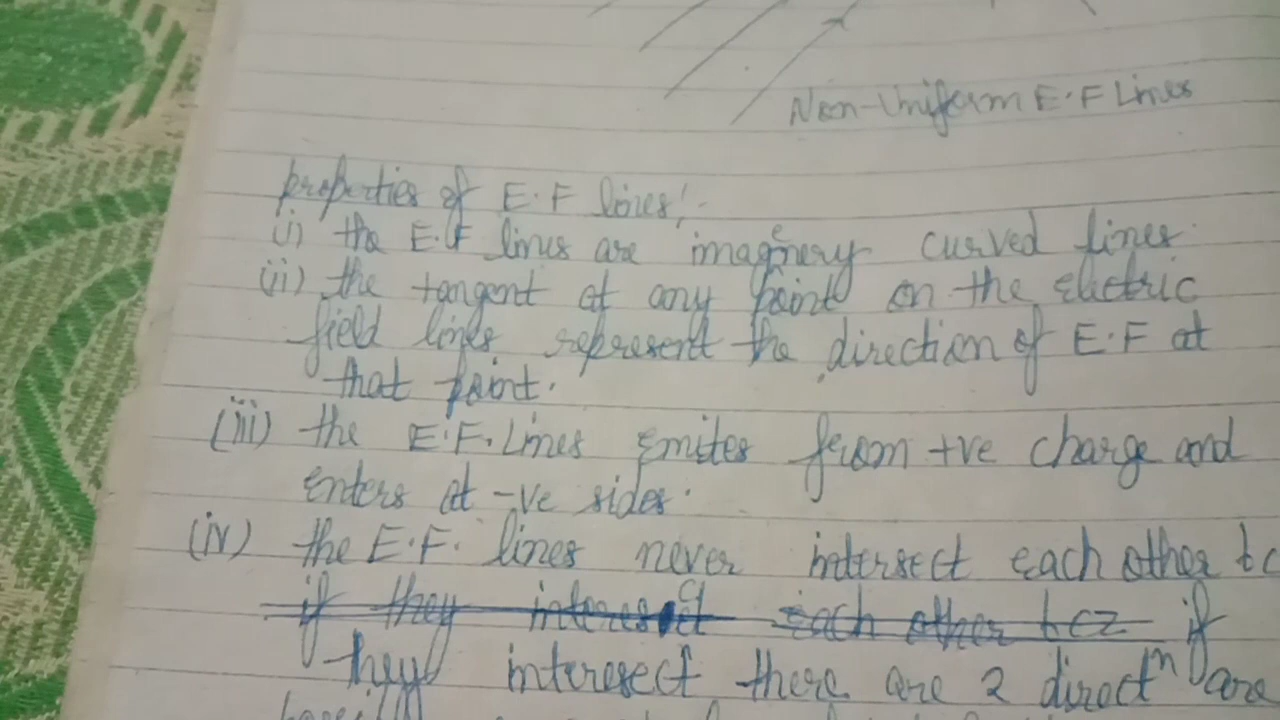 Non-Uniform E.F Lines
properties of E.F lines:-
(i) the E.F lines are imagenery curved lines.
(ii) the tangent at any point on the electric
field lines represent the direction of E.F at
that point.
(iii) the E.F. Lines Emites from +ve charge and
enters at -ve sides.
(iv) the E.F. lines never intersect each other bc
if they interesct each other bcz if
they interesect there are 2 directn are